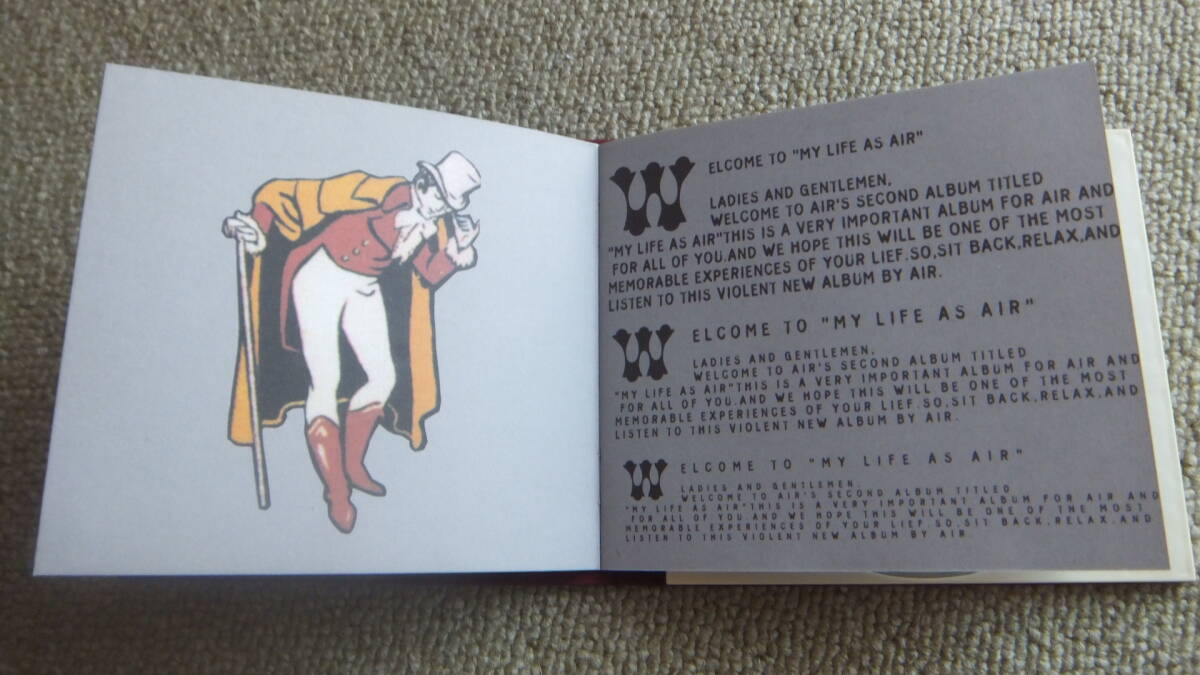 WELCOME TO "MY LIFE AS AIR"
LADIES AND GENTLEMEN,
WELCOME TO AIR'S SECOND ALBUM TITLED
"MY LIFE AS AIR"THIS IS A VERY IMPORTANT ALBUM FOR AIR AND
FOR ALL OF YOU.AND WE HOPE THIS WILL BE ONE OF THE MOST
MEMORABLE EXPERIENCES OF YOUR LIEF.SO,SIT BACK,RELAX,AND
LISTEN TO THIS VIOLENT NEW ALBUM BY AIR.
WELCOME TO "MY LIFE AS AIR"
LADIES AND GENTLEMEN,
WELCOME TO AIR'S SECOND ALBUM TITLED
"MY LIFE AS AIR"THIS IS A VERY IMPORTANT ALBUM FOR AIR AND
FOR ALL OF YOU.AND WE HOPE THIS WILL BE ONE OF THE MOST
MEMORABLE EXPERIENCES OF YOUR LIEF.SO,SIT BACK,RELAX,AND
LISTEN TO THIS VIOLENT NEW ALBUM BY AIR.
WELCOME TO "MY LIFE AS AIR"
LADIES AND GENTLEMEN,
WELCOME TO AIR'S SECOND ALBUM TITLED
"MY LIFE AS AIR"THIS IS A VERY IMPORTANT ALBUM FOR AIR AND
FOR ALL OF YOU.AND WE HOPE THIS WILL BE ONE OF THE MOST
MEMORABLE EXPERIENCES OF YOUR LIEF.SO,SIT BACK,RELAX,AND
LISTEN TO THIS VIOLENT NEW ALBUM BY AIR.